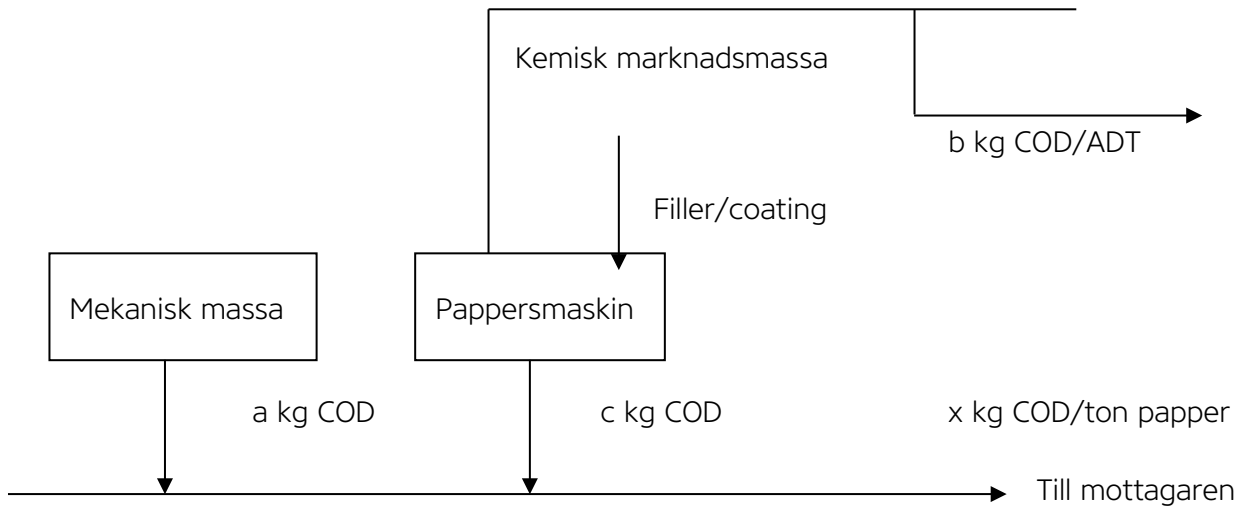 Kemisk marknadsmassa
b kg COD/ADT
Filler/coating
Mekanisk massa
Pappersmaskin
a kg COD
c kg COD
x kg COD/ton papper
Till mottagaren